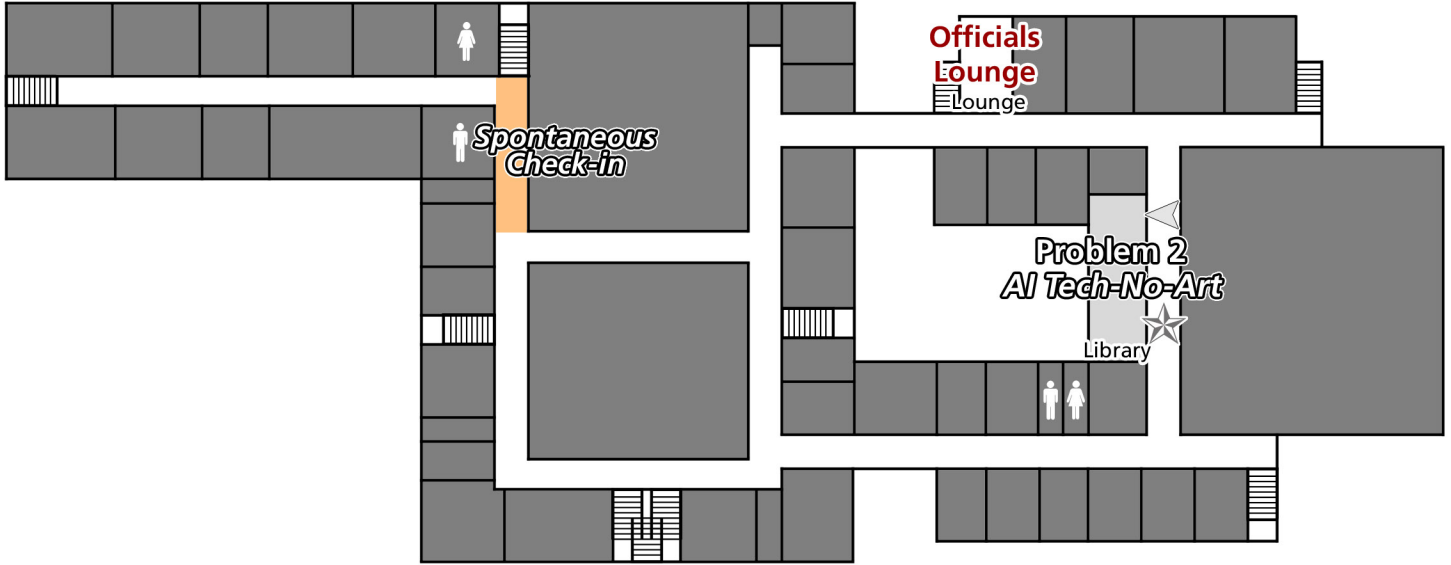 Officials
Lounge
Lounge
Spontaneous
Check-in
Problem 2
AI Tech-No-Art
Library